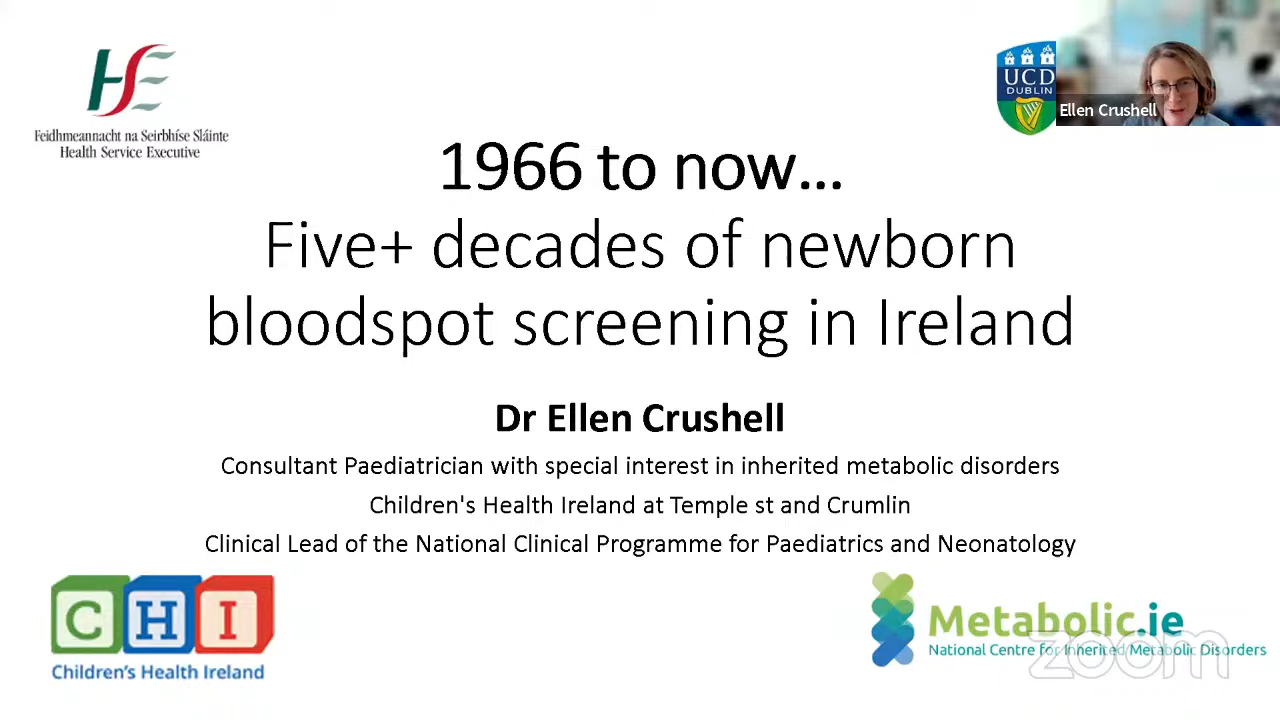 Feidhmeannacht na Seirbhíse Sláinte
Health Service Executive
UCD
DUBLIN
Ellen Crushell
1966 to now...
Five+ decades of newborn
bloodspot screening in Ireland
Dr Ellen Crushell
Consultant Paediatrician with special interest in inherited metabolic disorders
Children's Health Ireland at Temple st and Crumlin
Clinical Lead of the National Clinical Programme for Paediatrics and Neonatology
CHI
Children's Health Ireland
Metabolic.ie
National Centre for Inherited Metabolic Disorders
zoom